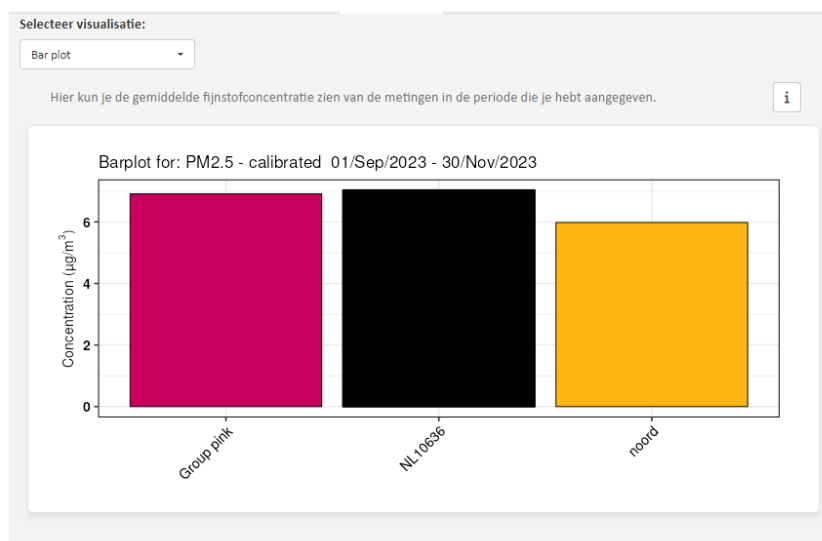 Selecteer visualisatie:
Bar plot
Hier kun je de gemiddelde fijnstofconcentratie zien van de metingen in de periode die je hebt aangegeven.
i
Barplot for: PM2.5 - calibrated 01/Sep/2023 - 30/Nov/2023
Concentration (µg/m³)
6
4
2
0
Group pink
NL10636
noord